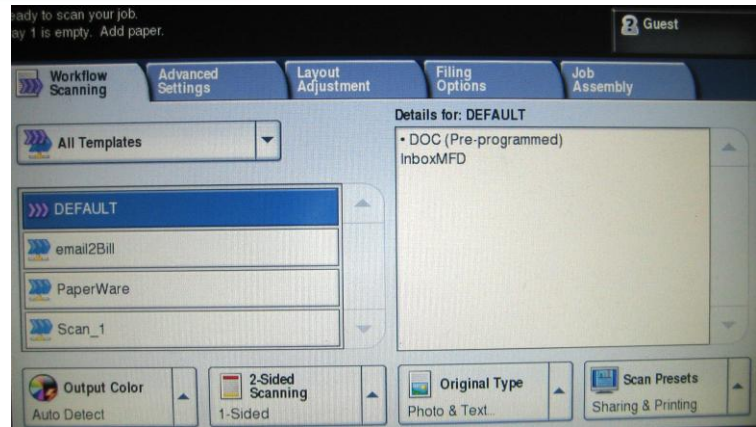 eady to scan your job.
ay 1 is empty. Add paper.
Guest
Workflow
Scanning
Advanced
Settings
Layout
Adjustment
Filing
Options
Job
Assembly
All Templates
Details for: DEFAULT
• DOC (Pre-programmed)
InboxMFD
DEFAULT
email2Bill
PaperWare
Scan_1
Output Color
Auto Detect
2-Sided
Scanning
1-Sided
Original Type
Photo & Text...
Scan Presets
Sharing & Printing